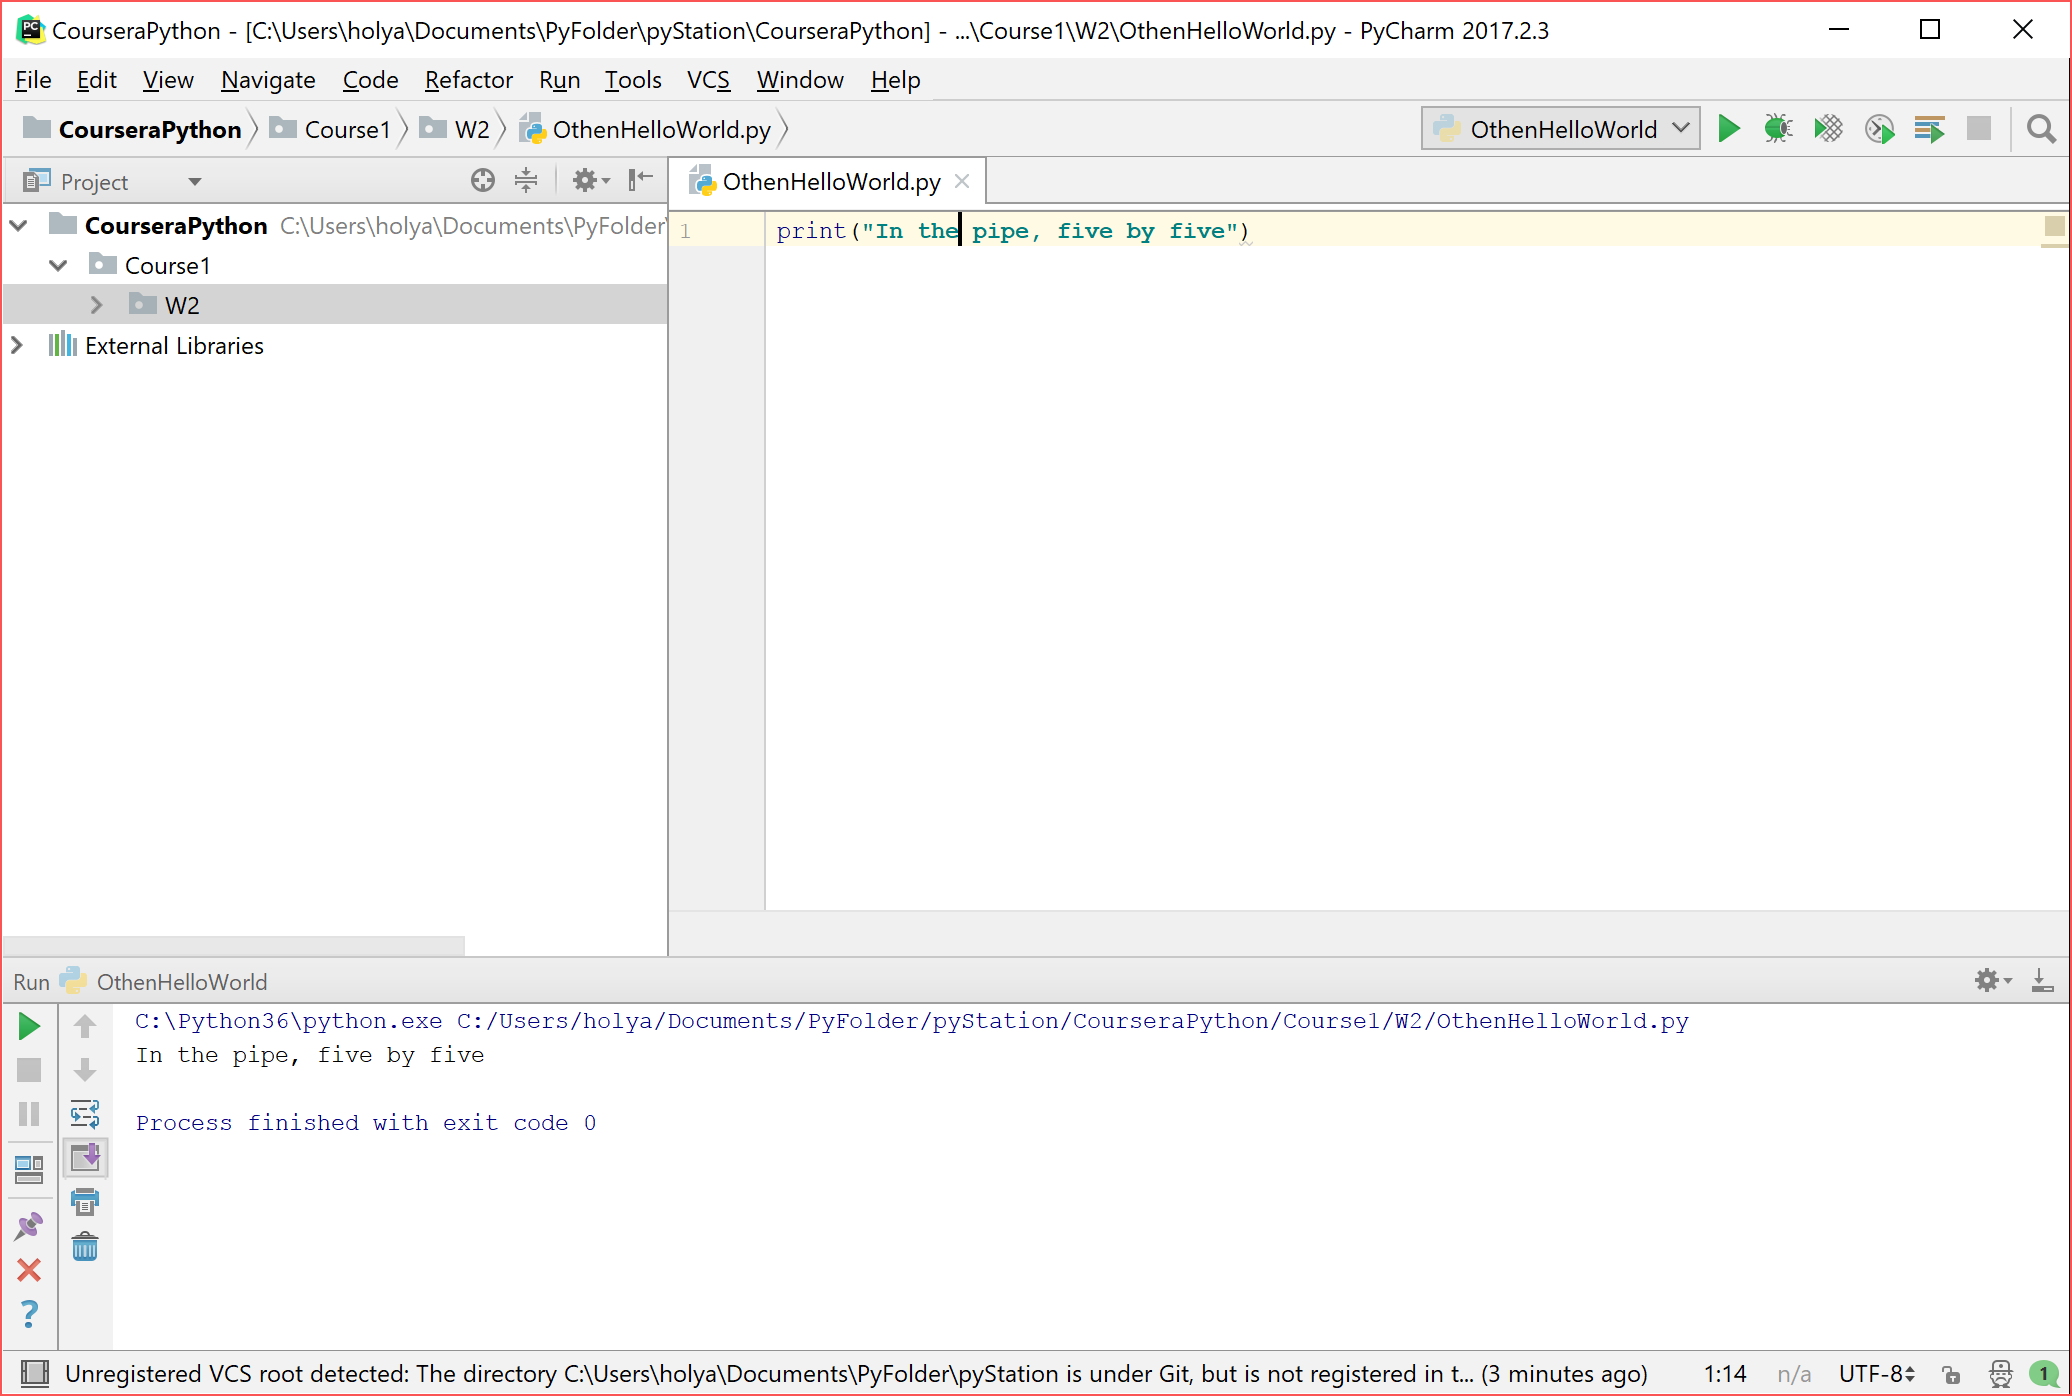 CourseraPython - [C:\Users\holya\Documents\PyFolder\pyStation\CourseraPython] - ...\Course1\W2\OthenHelloWorld.py - PyCharm 2017.2.3
File Edit View Navigate Code Refactor Run Tools VCS Window Help
CourseraPython Course1 W2 OthenHelloWorld.py OthenHelloWorld
Project OthenHelloWorld.py
CourseraPython C:\Users\holya\Documents\PyFolder\
1 print("In the pipe, five by five")
Course1
W2
External Libraries
Run OthenHelloWorld
C:\Python36\python.exe C:/Users/holya/Documents/PyFolder/pyStation/CourseraPython/Course1/W2/OthenHelloWorld.py
In the pipe, five by five
Process finished with exit code 0
Unregistered VCS root detected: The directory C:\Users\holya\Documents\PyFolder\pyStation is under Git, but is not registered in t... (3 minutes ago) 1:14 n/a UTF-8 1